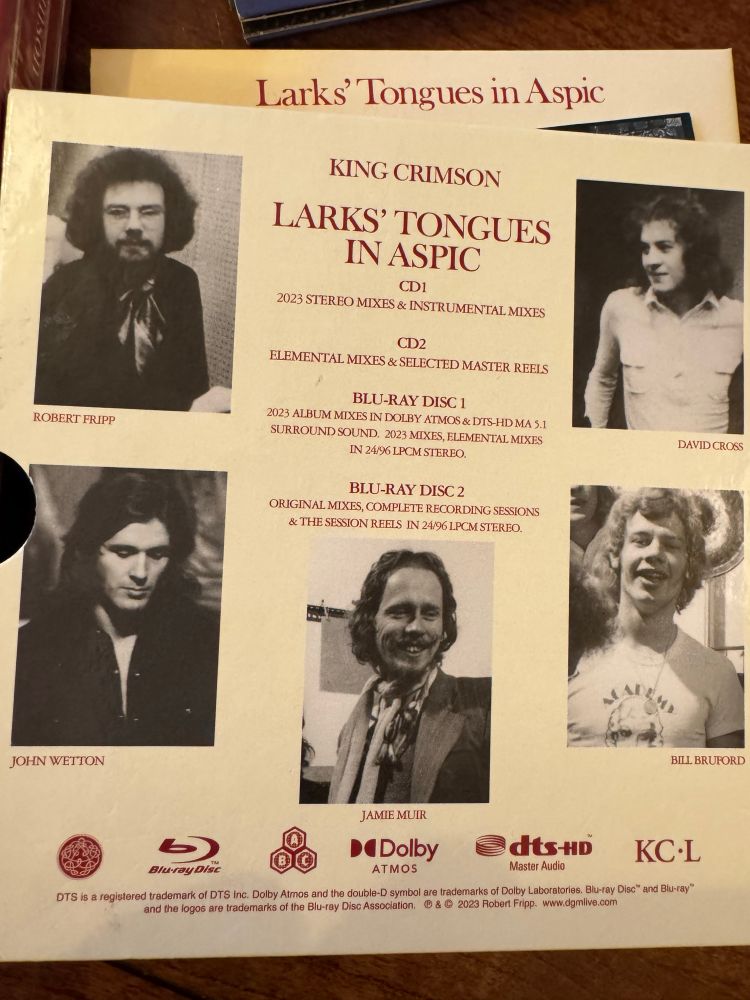 Larks' Tongues in Aspic
KING CRIMSON
LARKS' TONGUES
IN ASPIC
CD1
2023 STEREO MIXES & INSTRUMENTAL MIXES
CD2
ELEMENTAL MIXES & SELECTED MASTER REELS
BLU-RAY DISC 1
2023 ALBUM MIXES IN DOLBY ATMOS & DTS-HD MA 5.1
SURROUND SOUND. 2023 MIXES, ELEMENTAL MIXES
IN 24/96 LPCM STEREO.
BLU-RAY DISC 2
ORIGINAL MIXES, COMPLETE RECORDING SESSIONS
& THE SESSION REELS IN 24/96 LPCM STEREO.
ROBERT FRIPP
DAVID CROSS
ACADEMY
JOHN WETTON
BILL BRUFORD
JAMIE MUIR
Blu-ray Disc™
A B C
Dolby
ATMOS
dts-HD™
Master Audio
KC·L
DTS is a registered trademark of DTS Inc. Dolby Atmos and the double-D symbol are trademarks of Dolby Laboratories. Blu-ray Disc™ and Blu-ray™
and the logos are trademarks of the Blu-ray Disc Association. ℗ & © 2023 Robert Fripp. www.dgmlive.com